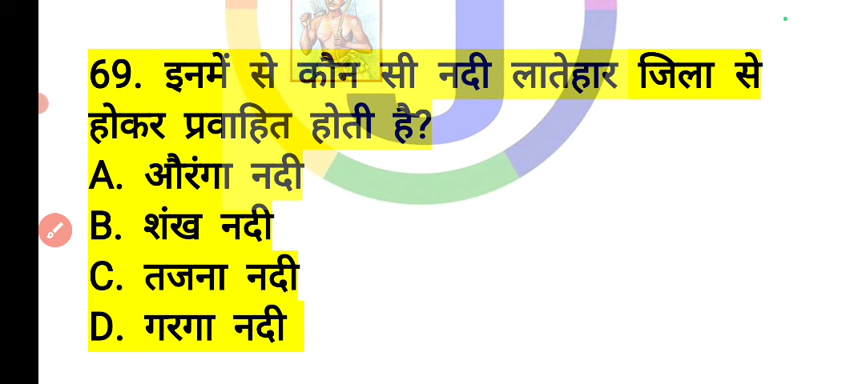 69. इनमें से कौन सी नदी लातेहार जिला से
होकर प्रवाहित होती है?
A. औरंगा नदी
B. शंख नदी
C. तजना नदी
D. गरगा नदी